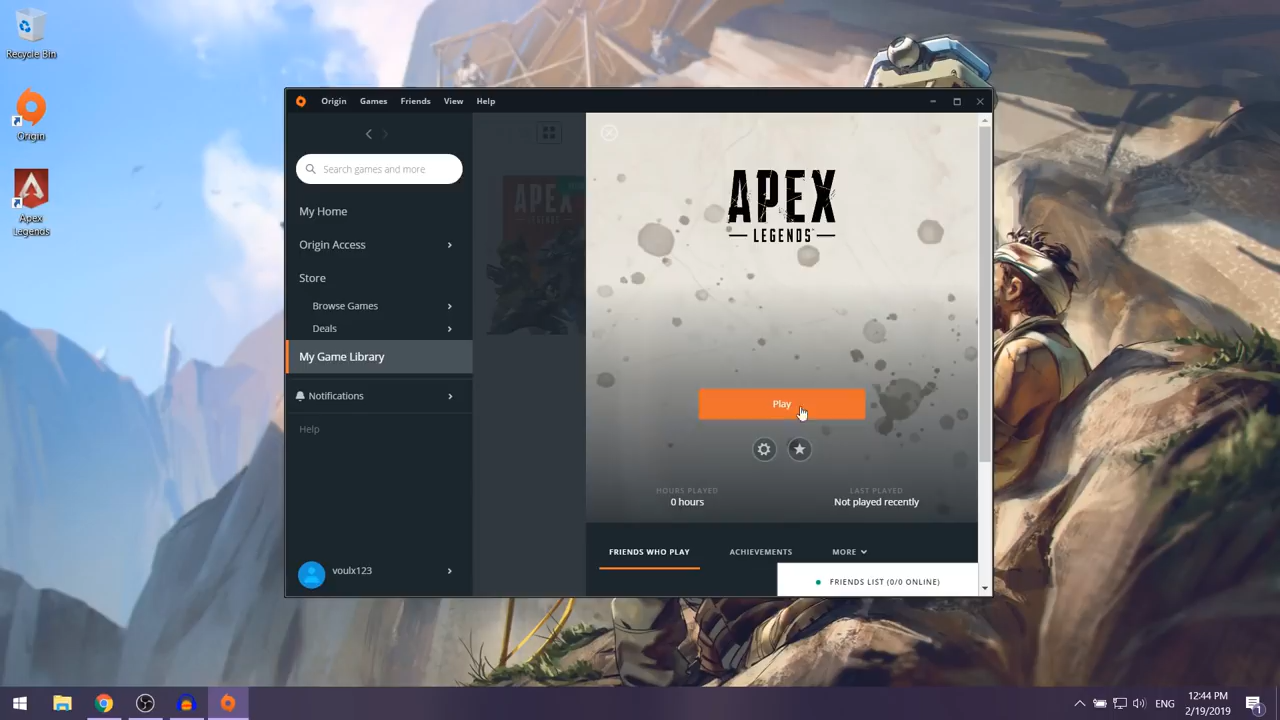 Recycle Bin
Origin
Apex
Legends
Origin Games Friends View Help
Search games and more
My Home
Origin Access
Store
Browse Games
Deals
My Game Library
Notifications
Help
voulx123
APEX
LEGENDS
APEX
LEGENDS
Play
HOURS PLAYED
0 hours
LAST PLAYED
Not played recently
FRIENDS WHO PLAY
ACHIEVEMENTS
MORE
FRIENDS LIST (0/0 ONLINE)
ENG
12:44 PM
2/19/2019
1